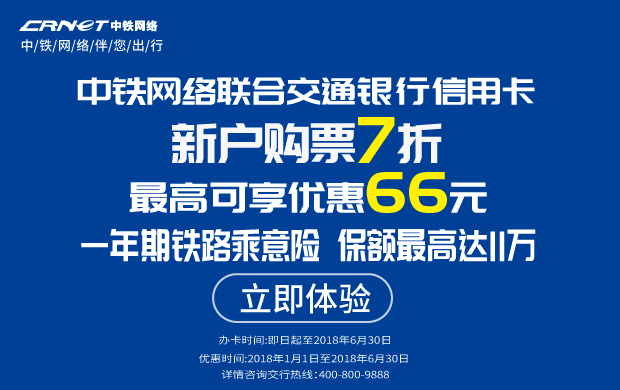 CRNET中铁网络
中/铁/网/络/伴/您/出/行
中铁网络联合交通银行信用卡
新户购票7折
最高可享优惠66元
一年期铁路乘意险 保额最高达11万
立即体验
办卡时间:即日起至2018年6月30日
优惠时间:2018年1月1日至2018年6月30日
详情咨询交行热线:400-800-9888